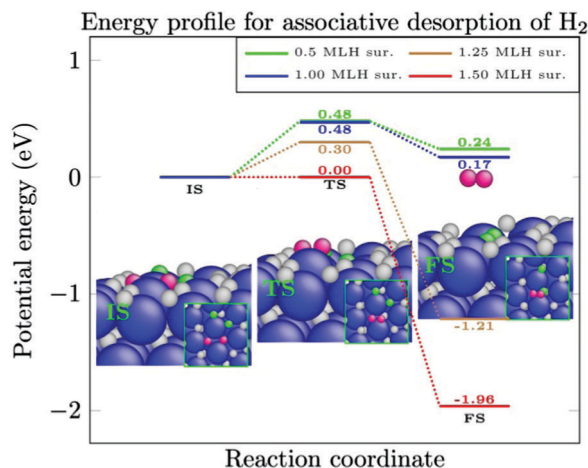 Energy profile for associative desorption of H2
0.5 MLH sur.
1.25 MLH sur.
1.00 MLH sur.
1.50 MLH sur.
Potential energy (eV)
1
0
−1
−2
0.48
0.48
0.30
0.00
TS
IS
0.24
0.17
IS
TS
FS
-1.21
-1.96
FS
Reaction coordinate